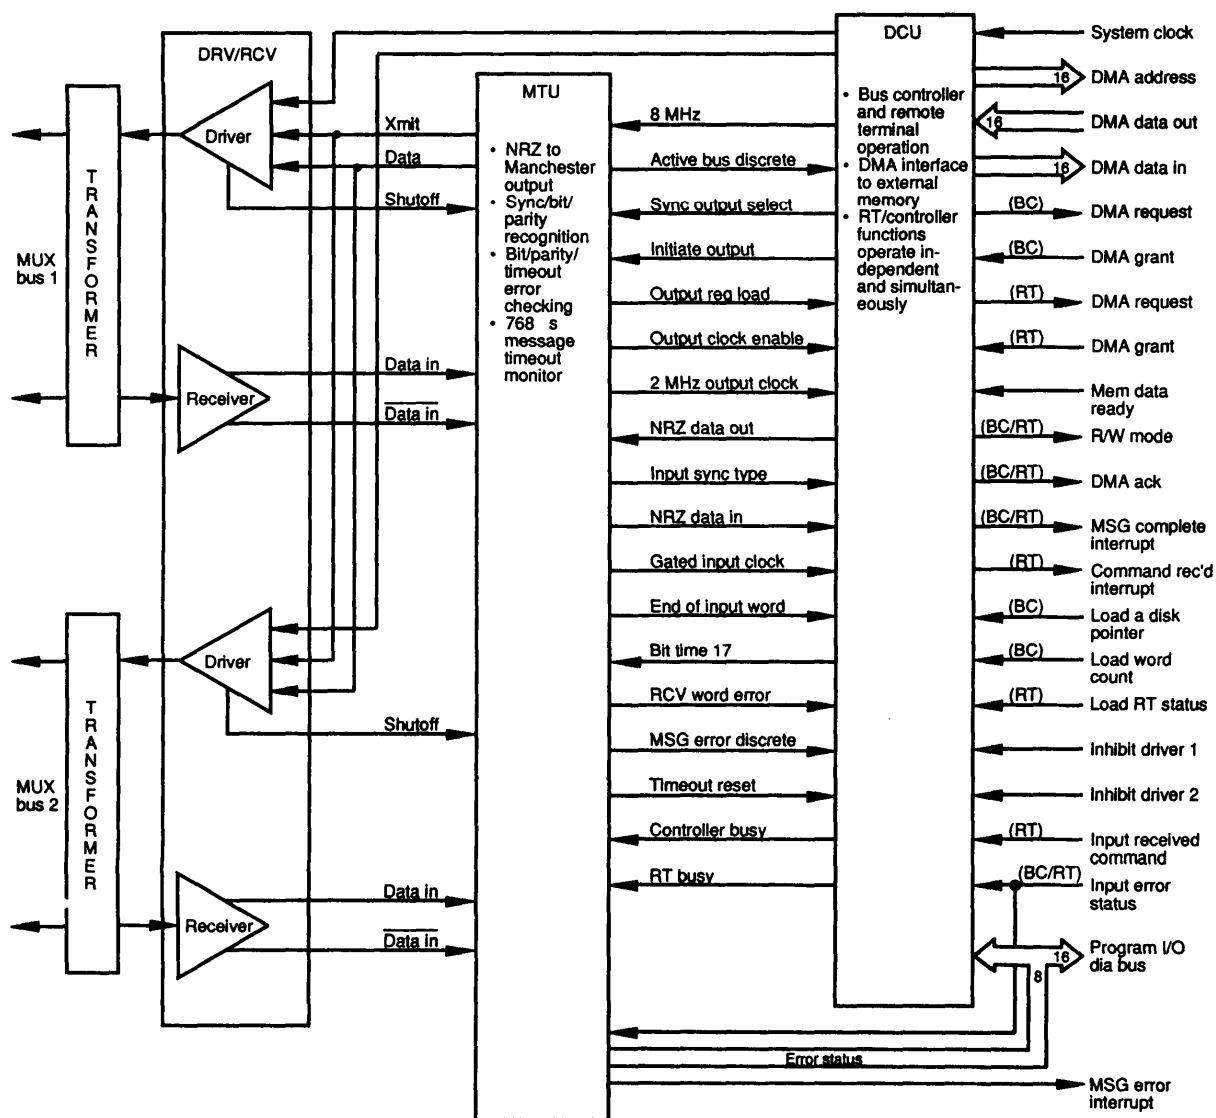 DRV/RCV
MUX
bus 1
TRANSFORMER
Driver
Receiver
Xmit
Data
Shutoff
Data in
Data in
MUX
bus 2
TRANSFORMER
Driver
Receiver
Shutoff
Data in
Data in
MTU
• NRZ to
Manchester
output
• Sync/bit/
parity
recognition
• Bit/parity/
timeout
error
checking
• 768 s
message
timeout
monitor
8 MHz
Active bus discrete
Sync output select
Initiate output
Output req load
Output clock enable
2 MHz output clock
NRZ data out
Input sync type
NRZ data in
Gated input clock
End of input word
Bit time 17
RCV word error
MSG error discrete
Timeout reset
Controller busy
RT busy
DCU
• Bus controller
and remote
terminal
operation
• DMA interface
to external
memory
• RT/controller
functions
operate in-
dependent
and simultan-
eously
System clock
16 DMA address
16 DMA data out
16 DMA data in
(BC) DMA request
(BC) DMA grant
(RT) DMA request
(RT) DMA grant
Mem data
ready
(BC/RT) R/W mode
(BC/RT) DMA ack
(BC/RT) MSG complete
interrupt
(RT) Command rec'd
interrupt
(BC) Load a disk
pointer
(BC) Load word
count
(RT) Load RT status
Inhibit driver 1
Inhibit driver 2
(RT) Input received
command
(BC/RT) Input error
status
16 Program I/O
dia bus
8
Error status
MSG error
interrupt